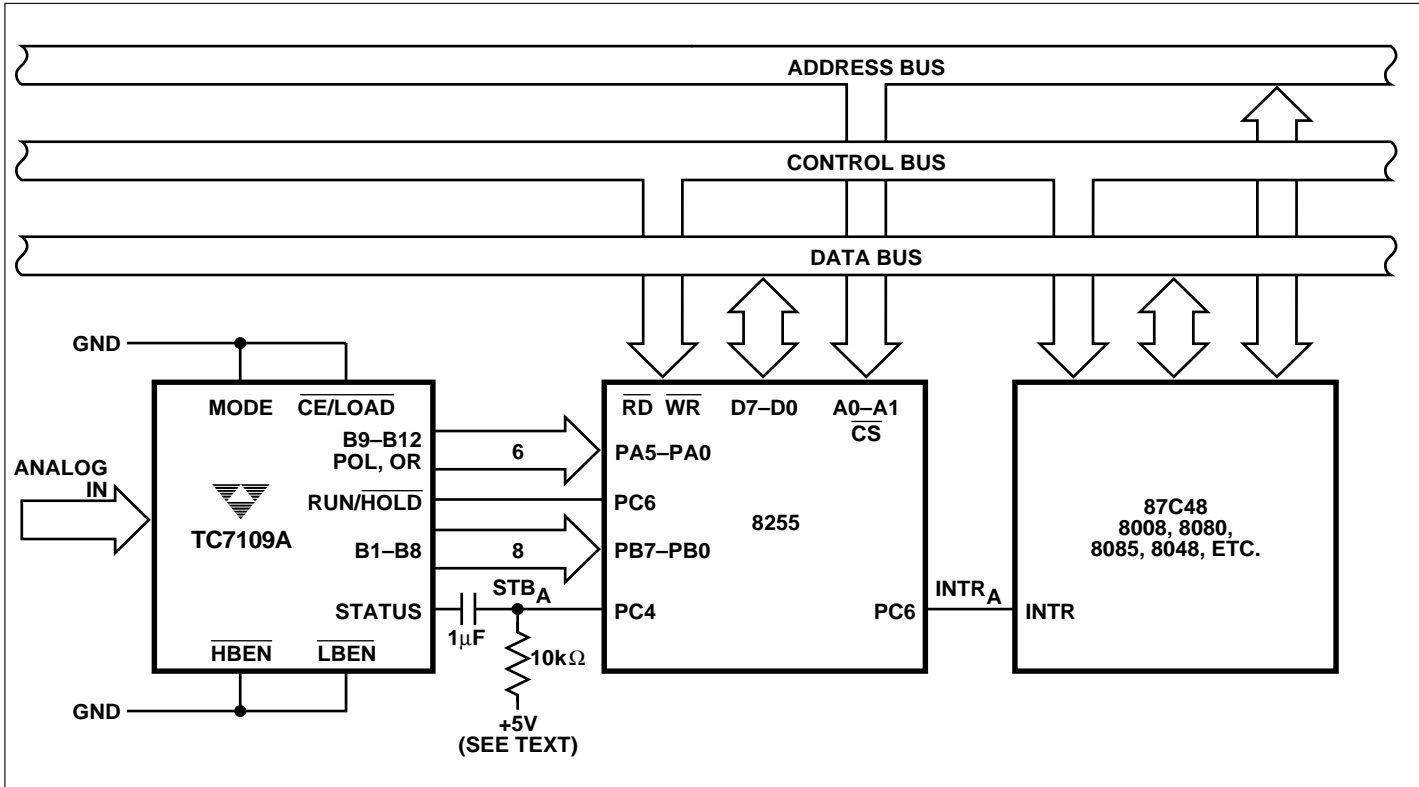 ADDRESS BUS
CONTROL BUS
DATA BUS
GND
MODE
CE/LOAD
B9–B12
POL, OR
ANALOG
IN
RUN/HOLD
TC7109A
B1–B8
STATUS
HBEN
LBEN
GND
6
8
1µF
STB A
10kΩ
+5V
(SEE TEXT)
RD WR D7–D0 A0–A1
CS
PA5–PA0
PC6
8255
PB7–PB0
PC4
PC6
INTR A
INTR
87C48
8008, 8080,
8085, 8048, ETC.